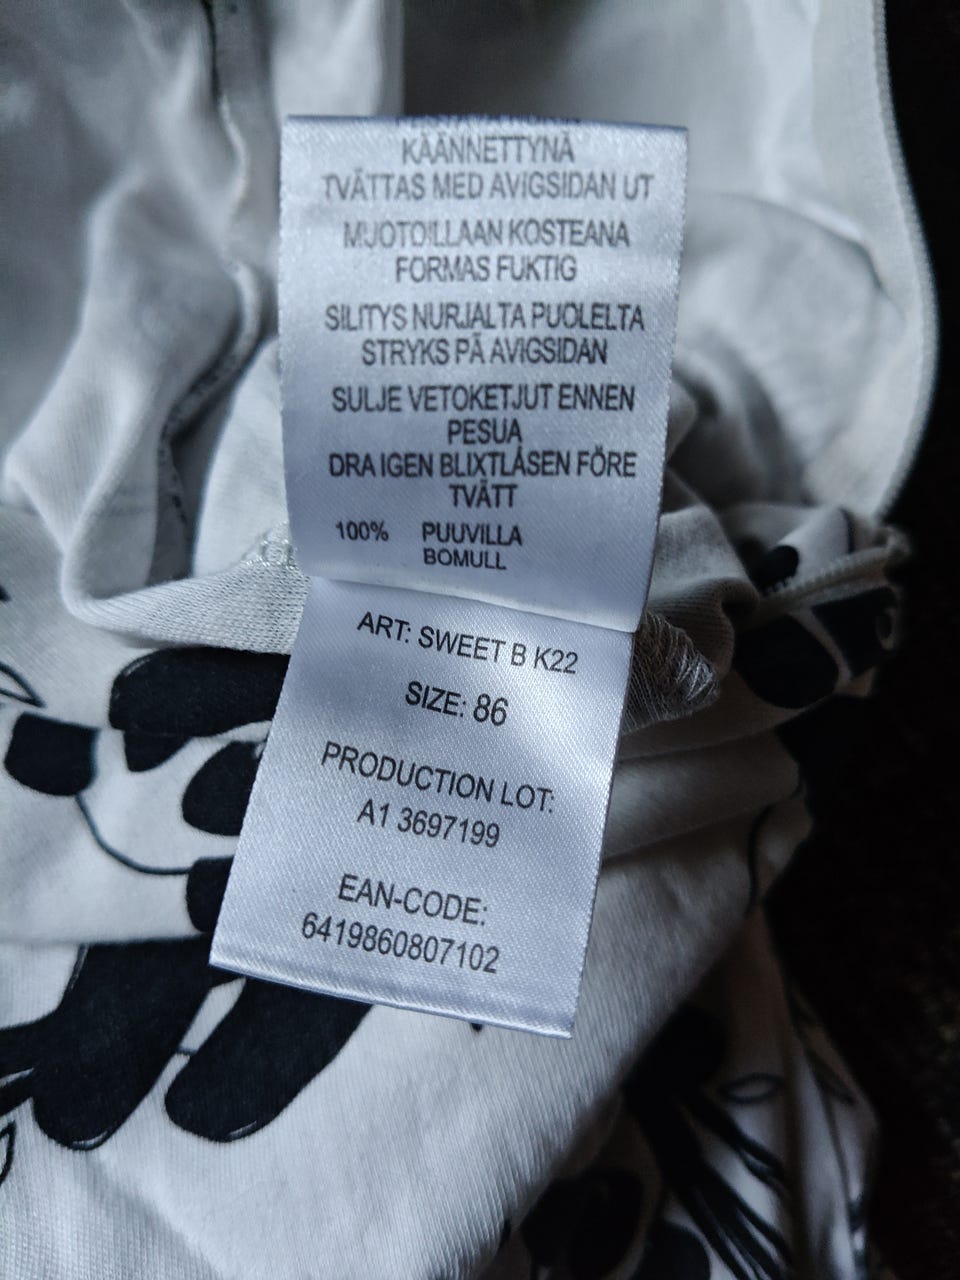 KÄÄNNETTYNÄ
TVÄTTAS MED AVIGSIDAN UT
MUOTOILLAAN KOSTEANA
FORMAS FUKTIG
SILITYS NURJALTA PUOLELTA
STRYKS PÅ AVIGSIDAN
SULJE VETOKETJUT ENNEN
PESUA
DRA IGEN BLIXTLÅSEN FÖRE
TVÄTT
100% PUUVILLA
BOMULL
ART: SWEET B K22
SIZE: 86
PRODUCTION LOT:
A1 3697199
EAN-CODE:
6419860807102